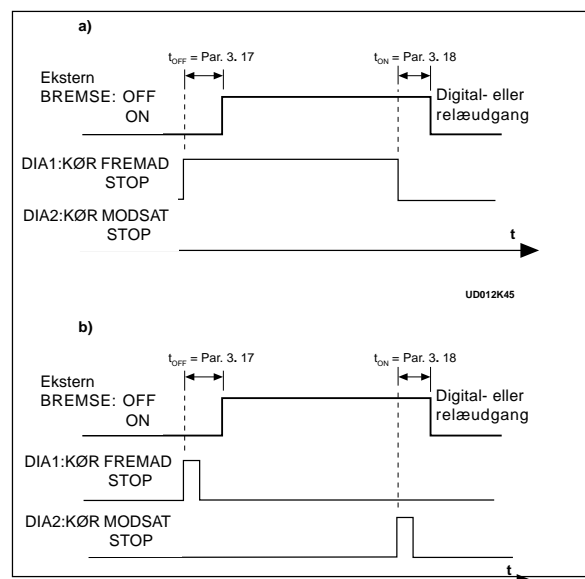 a)
tOFF = Par. 3. 17
tON = Par. 3. 18
Ekstern
BREMSE: OFF
ON
Digital- eller
relæudgang
DIA1:KØR FREMAD
STOP
DIA2:KØR MODSAT
STOP
t
UD012K45
b)
tOFF = Par. 3. 17
tON = Par. 3. 18
Ekstern
BREMSE: OFF
ON
Digital- eller
relæudgang
DIA1:KØR FREMAD
STOP
DIA2:KØR MODSAT
STOP
t